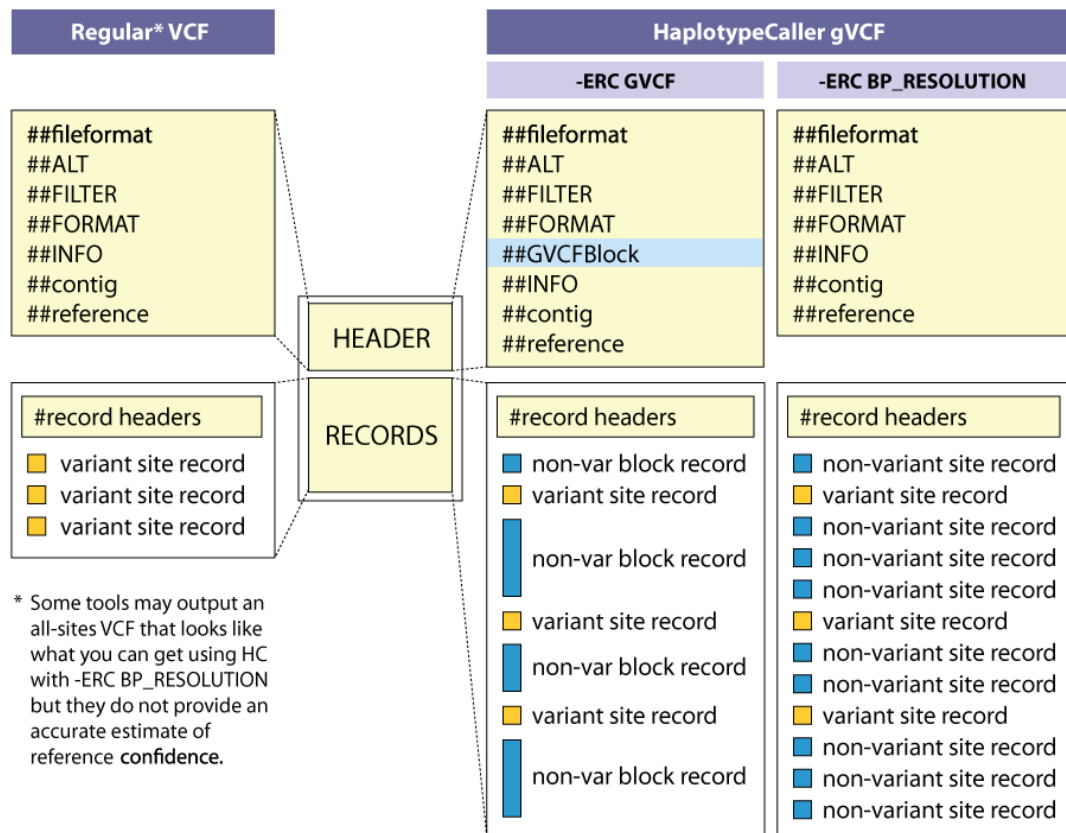 Regular* VCF
##fileformat
##ALT
##FILTER
##FORMAT
##INFO
##contig
##reference
#record headers
variant site record
variant site record
variant site record
* Some tools may output an
all-sites VCF that looks like
what you can get using HC
with -ERC BP_RESOLUTION
but they do not provide an
accurate estimate of
reference confidence.
HEADER
RECORDS
HaplotypeCaller gVCF
-ERC GVCF
##fileformat
##ALT
##FILTER
##FORMAT
##GVCFBlock
##INFO
##contig
##reference
#record headers
non-var block record
variant site record
non-var block record
variant site record
non-var block record
variant site record
non-var block record
-ERC BP_RESOLUTION
##fileformat
##ALT
##FILTER
##FORMAT
##INFO
##contig
##reference
#record headers
non-variant site record
variant site record
non-variant site record
non-variant site record
non-variant site record
variant site record
non-variant site record
non-variant site record
variant site record
non-variant site record
non-variant site record
non-variant site record